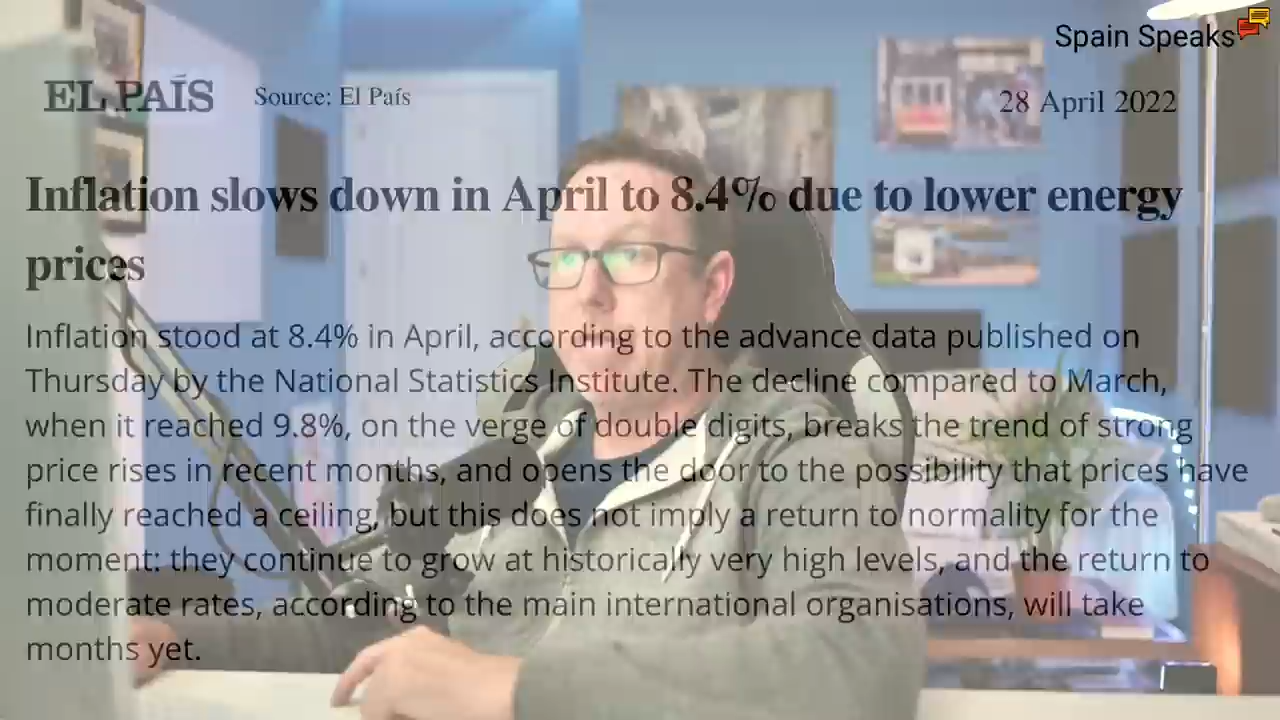 Spain Speaks
EL PAÍS
Source: El País
28 April 2022
Inflation slows down in April to 8.4% due to lower energy
prices
Inflation stood at 8.4% in April, according to the advance data published on
Thursday by the National Statistics Institute. The decline compared to March,
when it reached 9.8%, on the verge of double digits, breaks the trend of strong
price rises in recent months, and opens the door to the possibility that prices have
finally reached a ceiling, but this does not imply a return to normality for the
moment: they continue to grow at historically very high levels, and the return to
moderate rates, according to the main international organisations, will take
months yet.